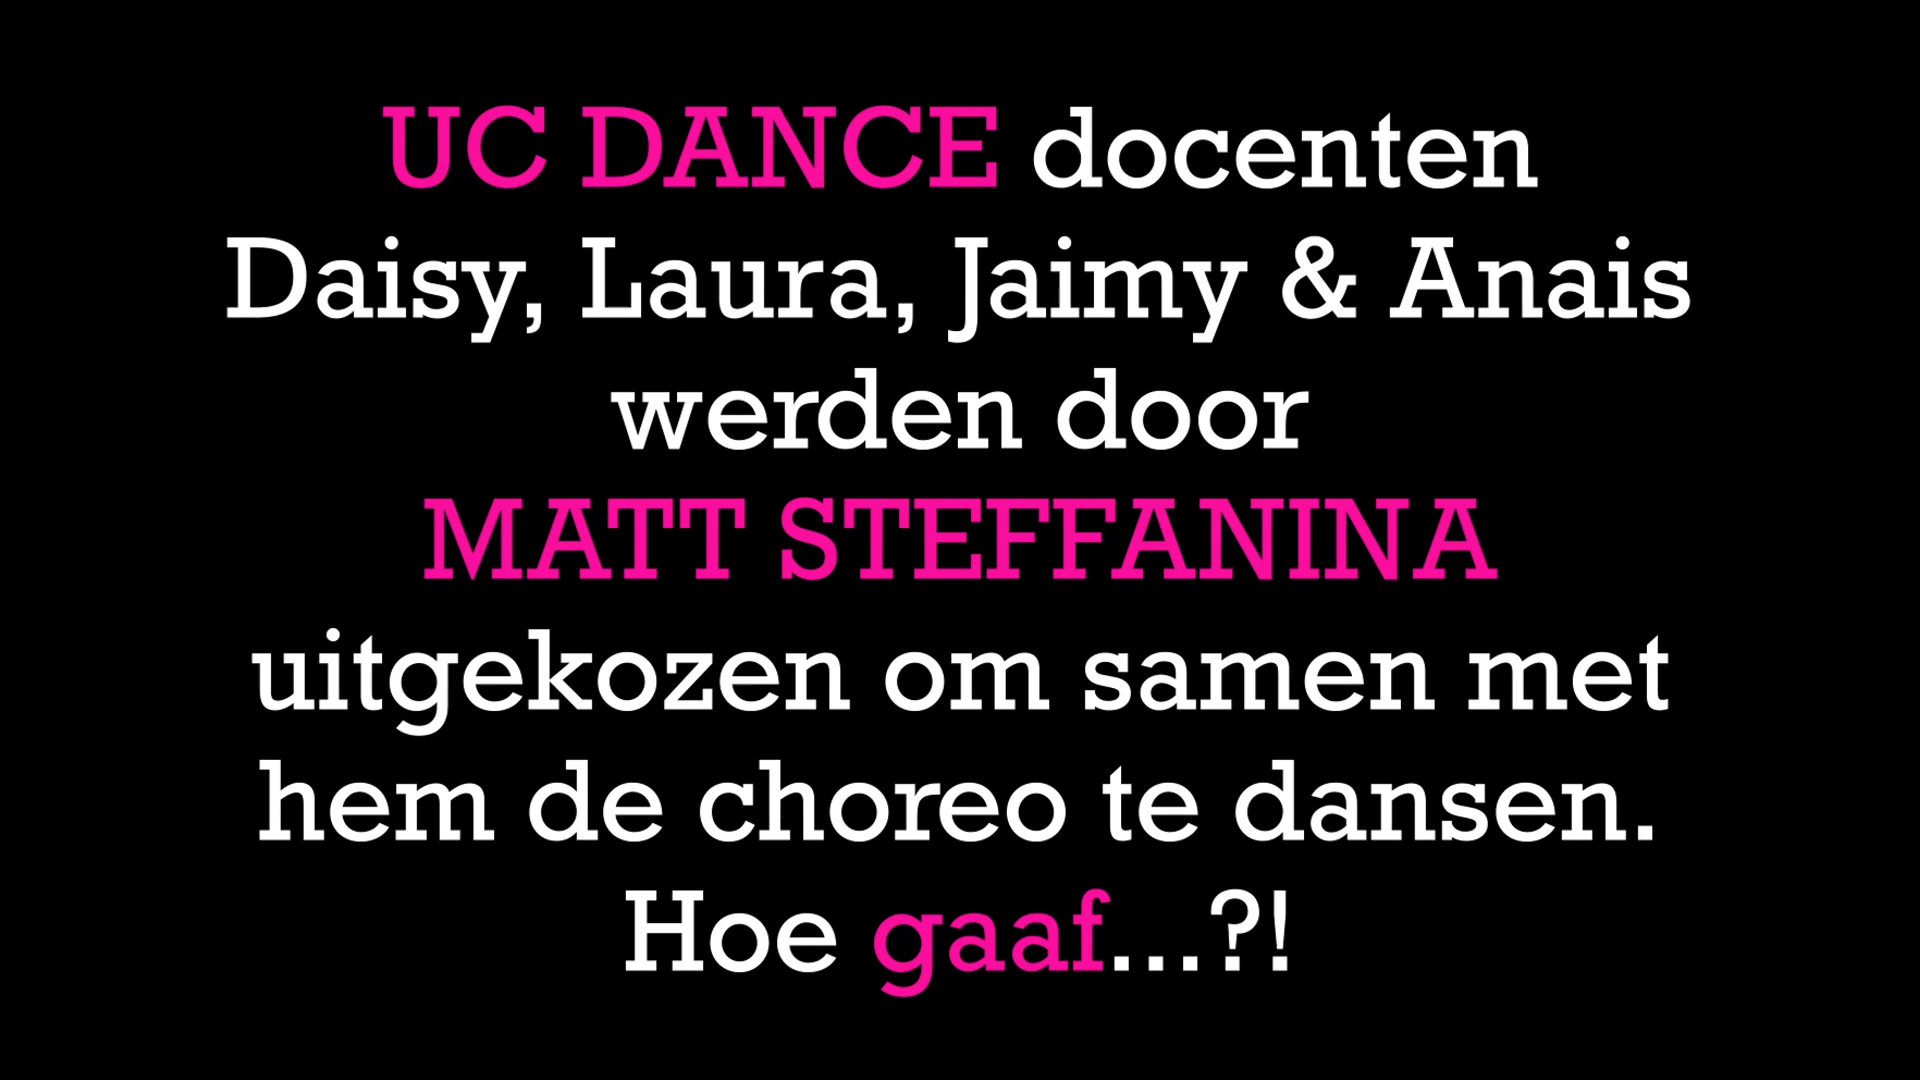 UC DANCE docenten
Daisy, Laura, Jaimy & Anais
werden door
MATT STEFFANINA
uitgekozen om samen met
hem de choreo te dansen.
Hoe gaaf...?!